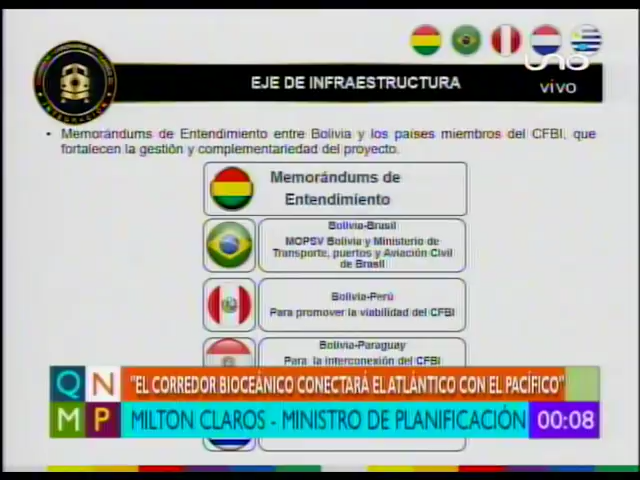 EJE DE INFRAESTRUCTURA
uno
vivo
INTEGRACIÓN
• Memorándums de Entendimiento entre Bolivia y los países miembros del CFBI, que
fortalecen la gestión y complementariedad del proyecto.
Memorándums de
Entendimiento
Bolivia-Brasil
MOPSV Bolivia y Ministerio de
Transporte, puertos y Aviación Civil
de Brasil
Bolivia-Perú
Para promover la viabilidad del CFBI
Bolivia-Paraguay
Para la interconexión del CFBI
QN
MP
"EL CORREDOR BIOCEÁNICO CONECTARÁ EL ATLÁNTICO CON EL PACÍFICO"
MILTON CLAROS - MINISTRO DE PLANIFICACIÓN
00:08